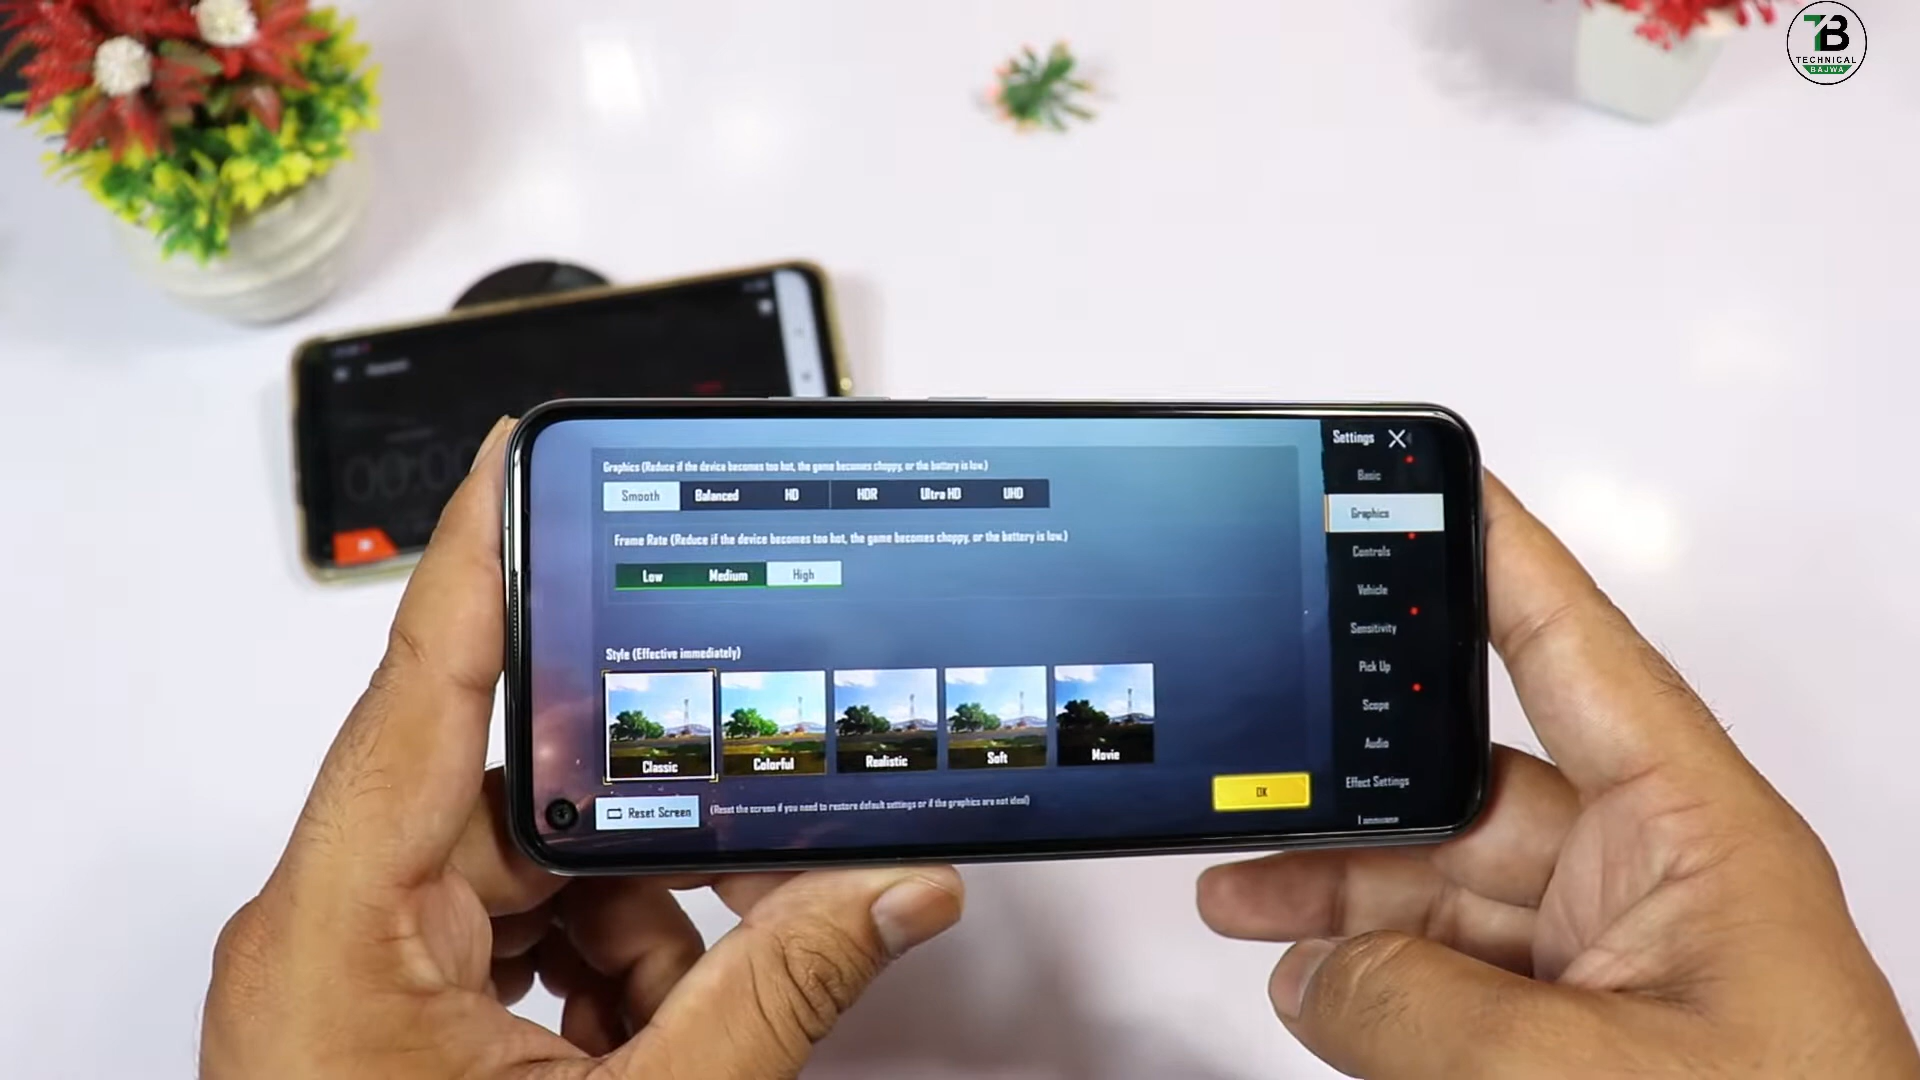 TB
TECHNICAL
BAJWA
Settings
Graphics (Reduce if the device becomes too hot, the game becomes choppy, or the battery is low.)
Smooth Balanced HD HDR Ultra HD UHD
Frame Rate (Reduce if the device becomes too hot, the game becomes choppy, or the battery is low.)
Low Medium High
Style (Effective immediately)
Classic Colorful Realistic Soft Movie
Reset Screen (Reset the screen if you need to restore default settings or if the graphics are not ideal)
OK
Basic
Graphics
Controls
Vehicle
Sensitivity
Pick Up
Scope
Audio
Effect Settings
Language